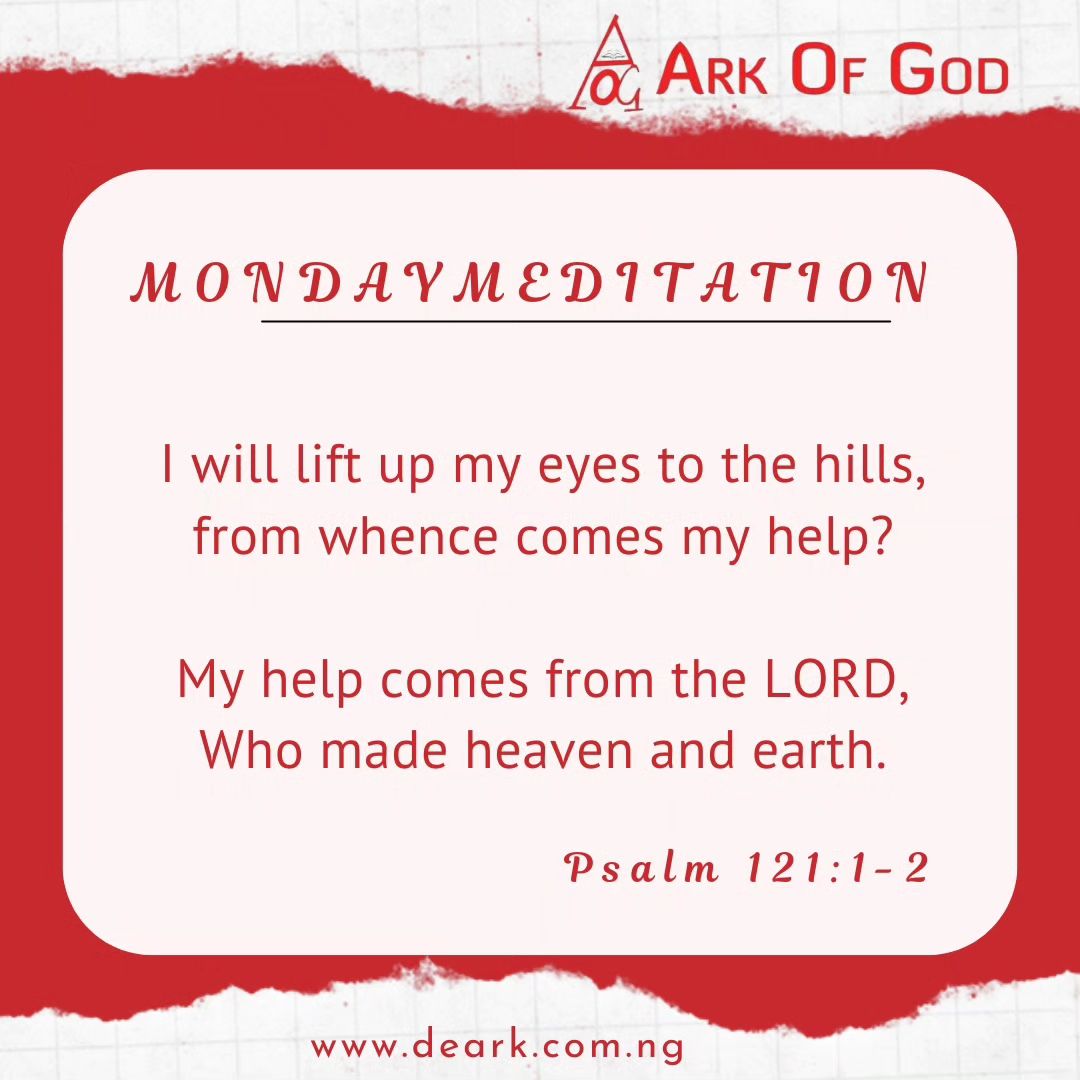 ARK OF GOD
MONDAYMEDITATION
I will lift up my eyes to the hills,
from whence comes my help?
My help comes from the LORD,
Who made heaven and earth.
Psalm 121:1-2
www.deark.com.ng